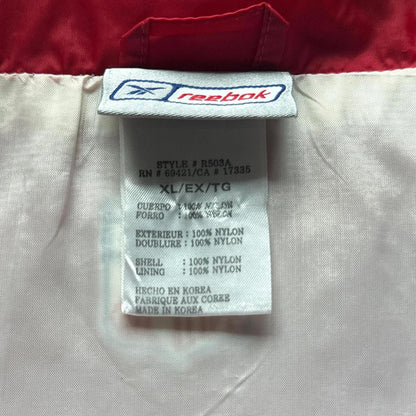 Reebok
STYLE # R503A
RN # 69421/CA # 17335
XL/EX/TG
CUERPO : 100% NYLON
FORRO : 100% NYLON
EXTERIEUR : 100% NYLON
DOUBLURE : 100% NYLON
SHELL : 100% NYLON
LINING : 100% NYLON
HECHO EN KOREA
FABRIQUE AUX COREE
MADE IN KOREA